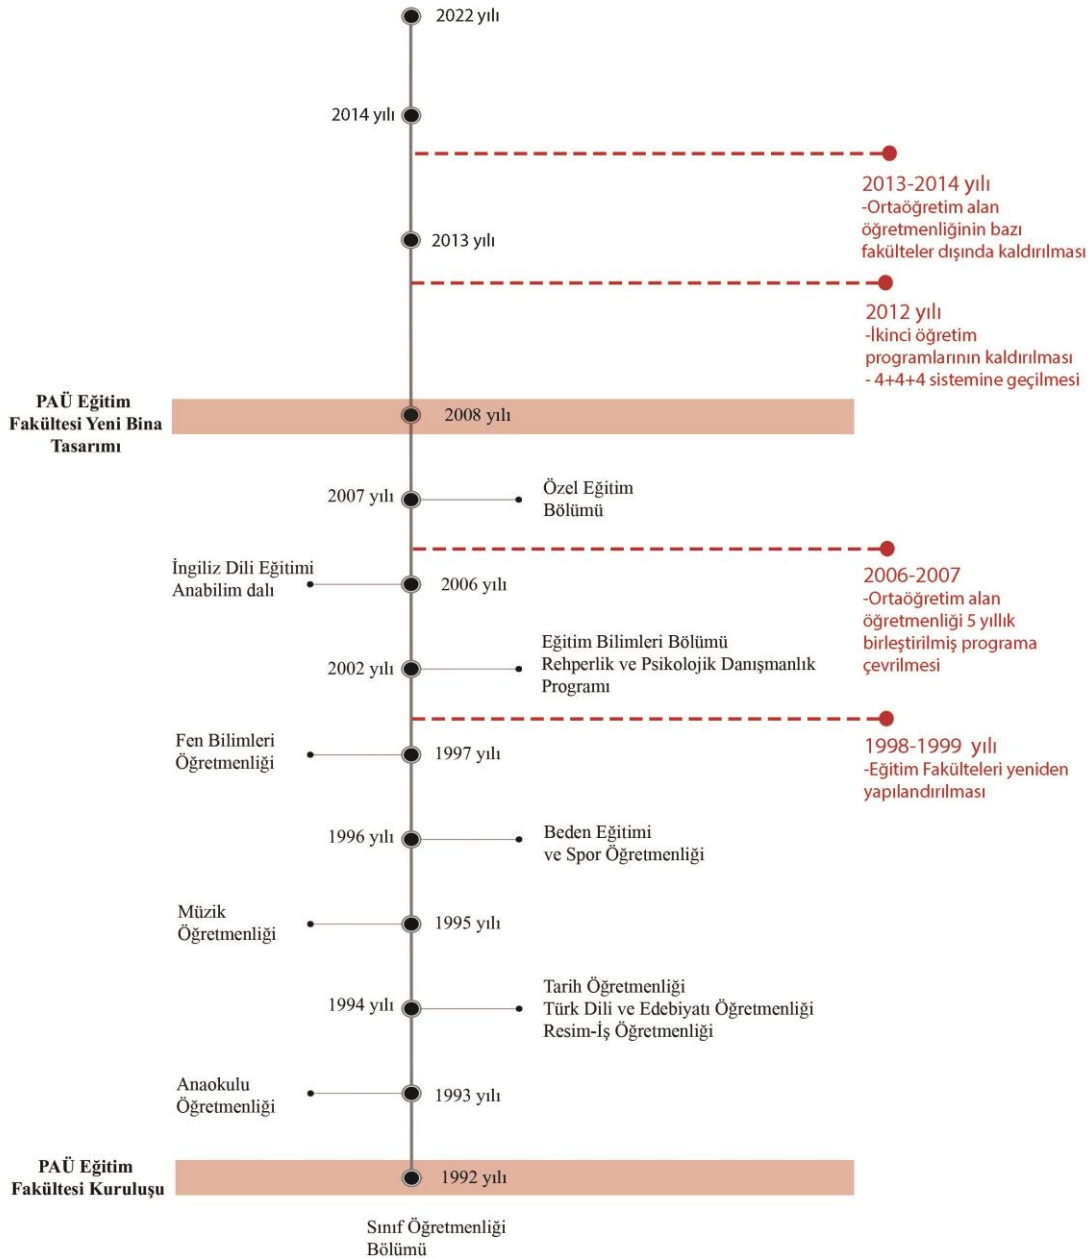 2022 yılı
2014 yılı
2013-2014 yılı
-Ortaöğretim alan
öğretmenliğinin bazı
fakülteler dışında kaldırılması
2013 yılı
2012 yılı
-İkinci öğretim
programlarının kaldırılması
- 4+4+4 sistemine geçilmesi
PAÜ Eğitim
Fakültesi Yeni Bina
Tasarımı
2008 yılı
2007 yılı
Özel Eğitim
Bölümü
2006-2007
-Ortaöğretim alan
öğretmenliği 5 yıllık
birleştirilmiş programa
çevrilmesi
İngiliz Dili Eğitimi
Anabilim dalı
2006 yılı
2002 yılı
Eğitim Bilimleri Bölümü
Rehperlik ve Psikolojik Danışmanlık
Programı
1998-1999 yılı
-Eğitim Fakülteleri yeniden
yapılandırılması
Fen Bilimleri
Öğretmenliği
1997 yılı
1996 yılı
Beden Eğitimi
ve Spor Öğretmenliği
Müzik
Öğretmenliği
1995 yılı
1994 yılı
Tarih Öğretmenliği
Türk Dili ve Edebiyatı Öğretmenliği
Resim-İş Öğretmenliği
Anaokulu
Öğretmenliği
1993 yılı
PAÜ Eğitim
Fakültesi Kuruluşu
1992 yılı
Sınıf Öğretmenliği
Bölümü